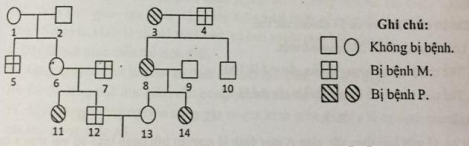 Ghi chú:
1 2 3 4
Không bị bệnh.
5 6 7 8 9 10
Bị bệnh M.
Bị bệnh P.
11 12 13 14